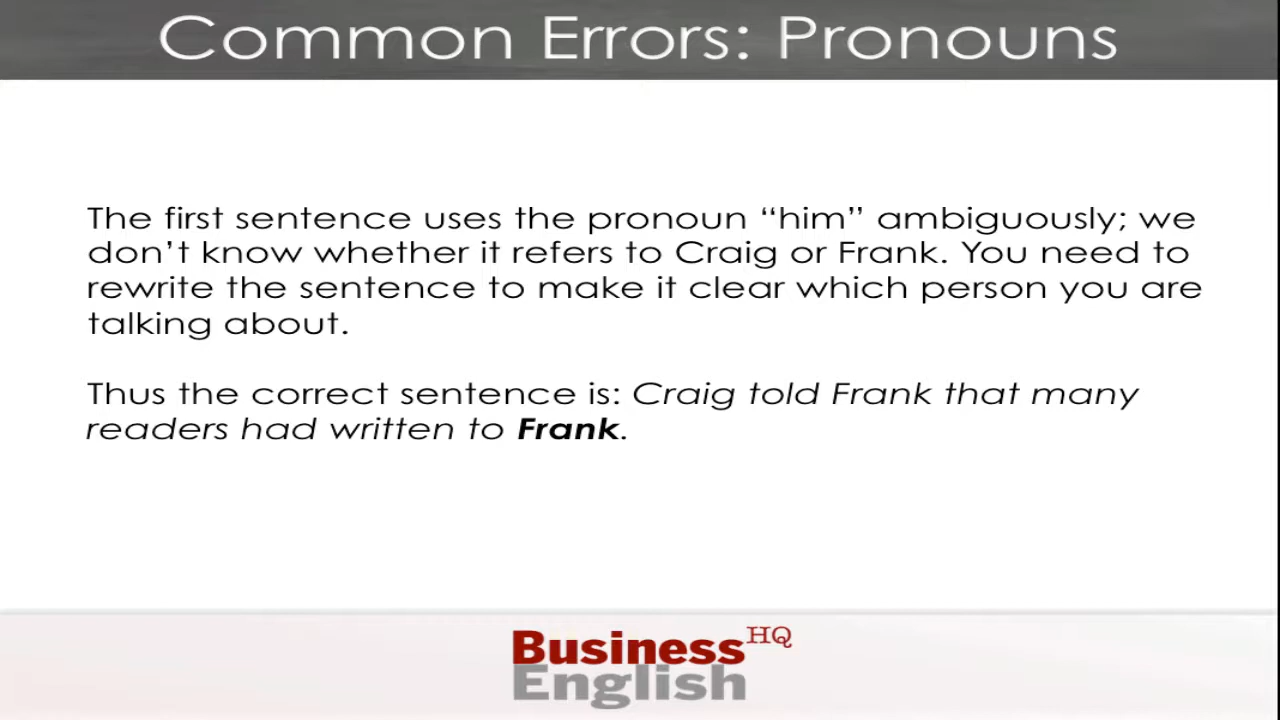 Common Errors: Pronouns
The first sentence uses the pronoun “him” ambiguously; we
don’t know whether it refers to Craig or Frank. You need to
rewrite the sentence to make it clear which person you are
talking about.
Thus the correct sentence is: Craig told Frank that many
readers had written to Frank.
Business HQ
English